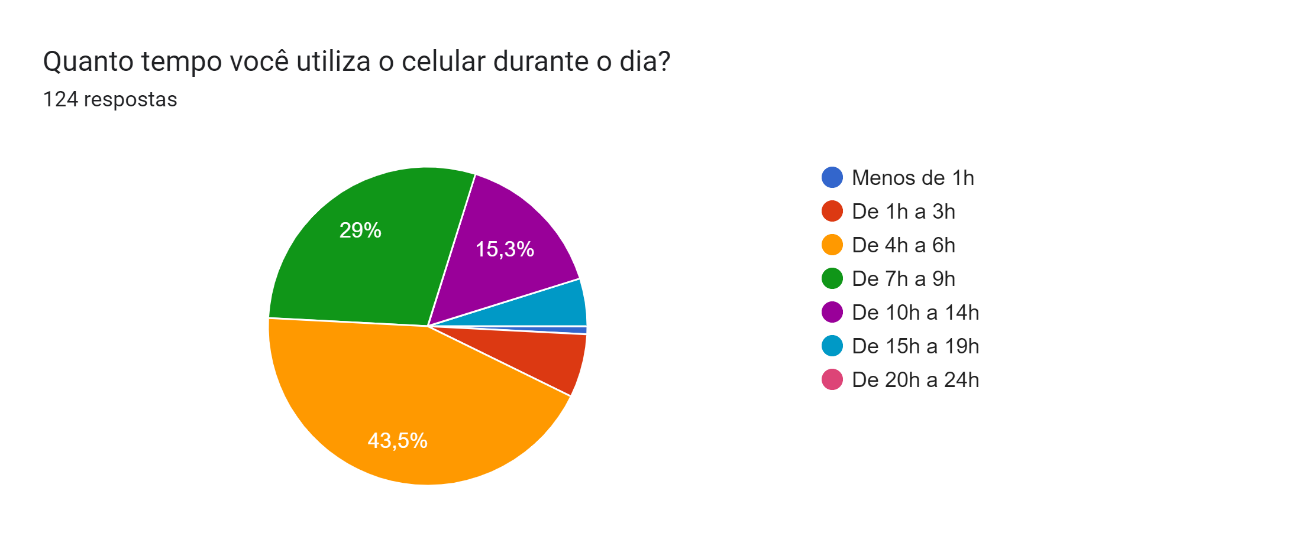 Quanto tempo você utiliza o celular durante o dia?
124 respostas
29%
15,3%
43,5%
Menos de 1h
De 1h a 3h
De 4h a 6h
De 7h a 9h
De 10h a 14h
De 15h a 19h
De 20h a 24h